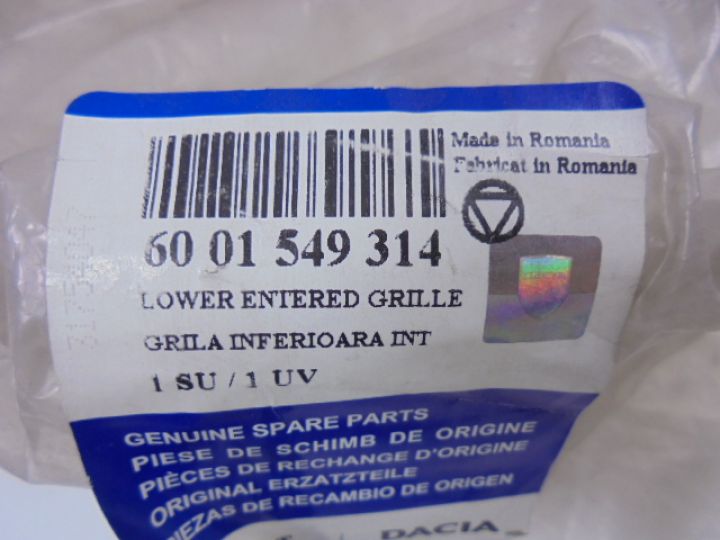 Made in Romania
Fabricat in Romania
60 01 549 314
LOWER ENTERED GRILLE
GRILA INFERIOARA INT
1 SU / 1 UV
GENUINE SPARE PARTS
PIESE DE SCHIMB DE ORIGINE
PIÈCES DE RECHANGE D'ORIGINE
ORIGINAL ERZATZTEILE
PIEZAS DE RECAMBIO DE ORIGEN
DACIA